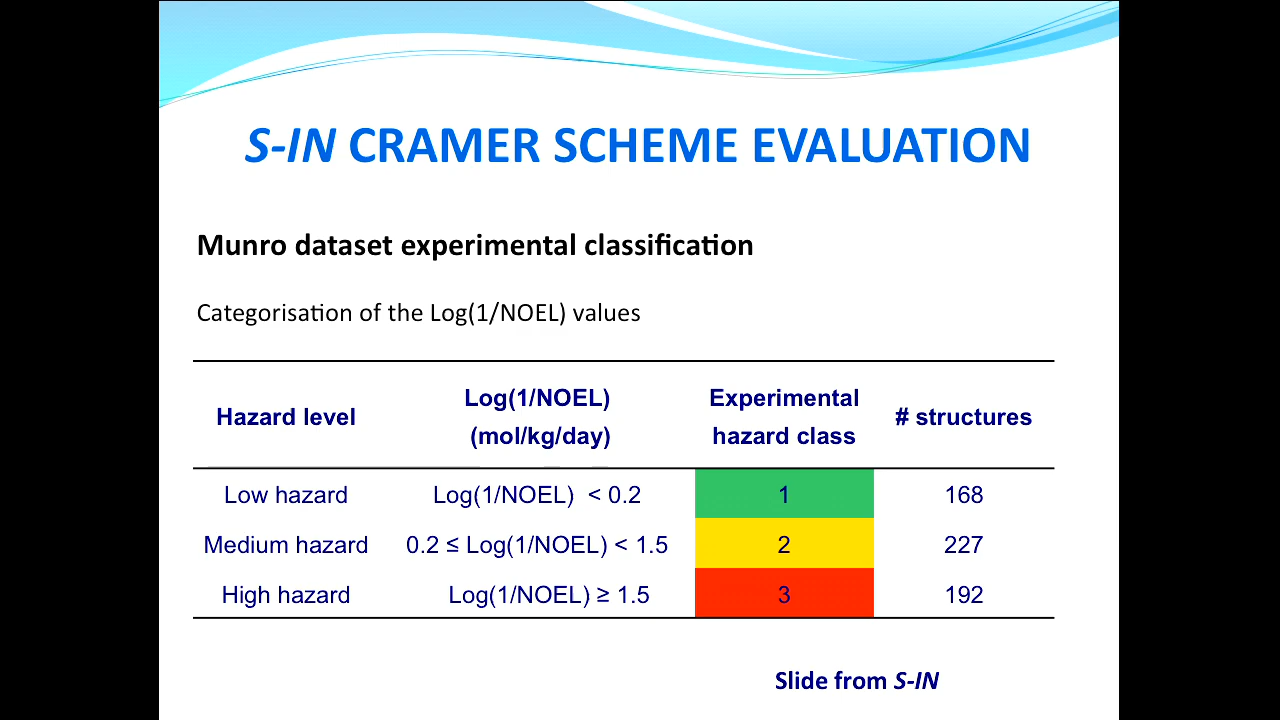 S-IN CRAMER SCHEME EVALUATION
Munro dataset experimental classification
Categorisation of the Log(1/NOEL) values
Hazard level Log(1/NOEL) (mol/kg/day) Experimental hazard class # structures
Low hazard Log(1/NOEL) < 0.2 1 168
Medium hazard 0.2 ≤ Log(1/NOEL) < 1.5 2 227
High hazard Log(1/NOEL) ≥ 1.5 3 192
Slide from S-IN